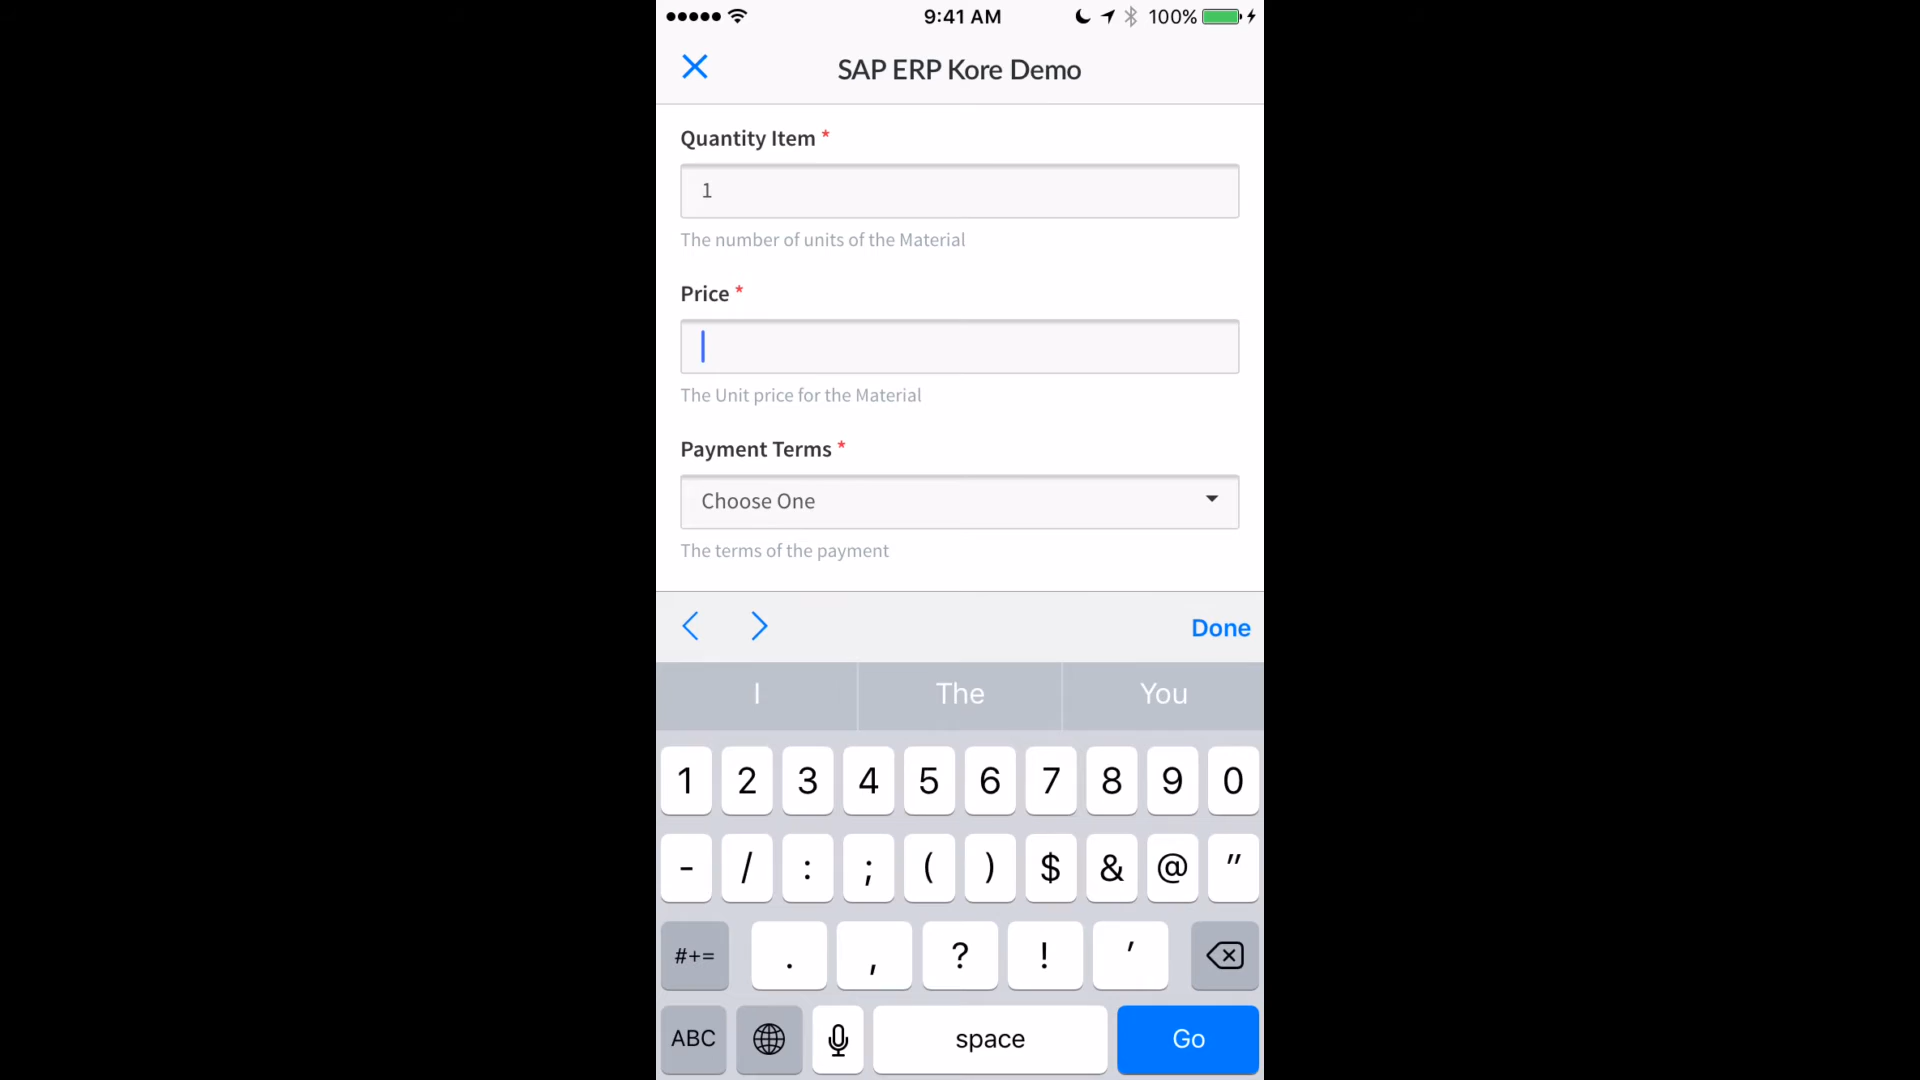 9:41 AM 100%
SAP ERP Kore Demo
Quantity Item *
1
The number of units of the Material
Price *
The Unit price for the Material
Payment Terms *
Choose One
The terms of the payment
Done
I The You
1 2 3 4 5 6 7 8 9 0
- / : ; ( ) $ & @ "
#+= . , ? ! '
ABC space Go